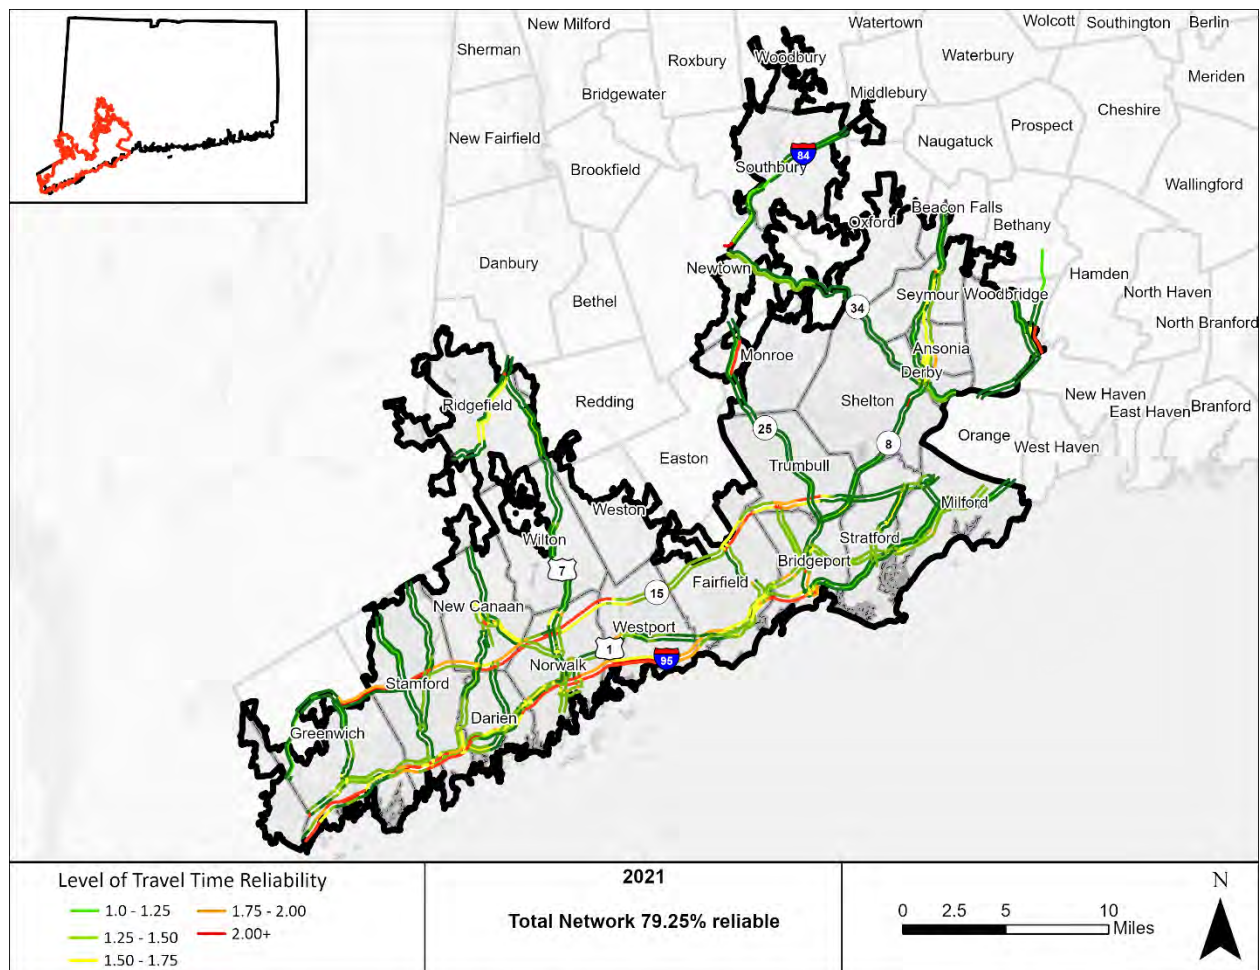 New Milford
Watertown
Wolcott
Southington
Berlin
Sherman
Roxbury
Woodbury
Waterbury
Meriden
Bridgewater
Middlebury
Cheshire
New Fairfield
Prospect
Naugatuck
84
Brookfield
Southbury
Wallingford
Beacon Falls
Oxford
Bethany
Danbury
Newtown
Hamden
Bethel
Seymour
Woodbridge
North Haven
34
North Branford
Monroe
Ansonia
Derby
Ridgefield
Redding
Shelton
New Haven
East Haven
Branford
25
Orange
8
West Haven
Easton
Trumbull
Weston
Milford
Wilton
Stratford
Bridgeport
7
Fairfield
15
New Canaan
Westport
1
Norwalk
95
Stamford
Darien
Greenwich
Level of Travel Time Reliability
1.0 - 1.25
1.25 - 1.50
1.50 - 1.75
1.75 - 2.00
2.00+
2021
Total Network 79.25% reliable
0 2.5 5 10
Miles
N